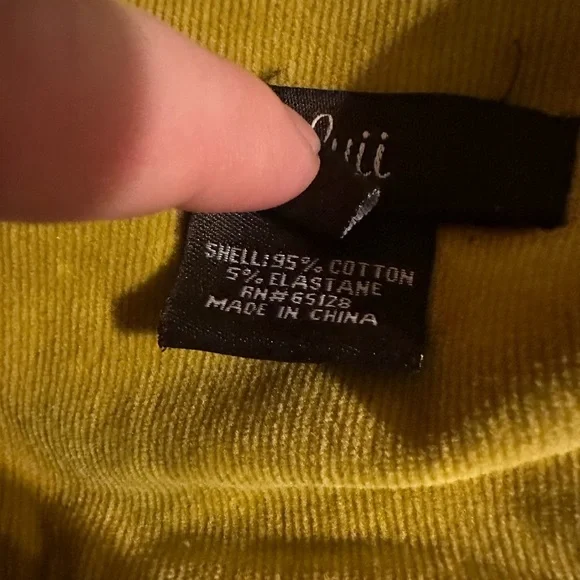 SHELL: 95% COTTON
5% ELASTANE
RN# 65128
MADE IN CHINA